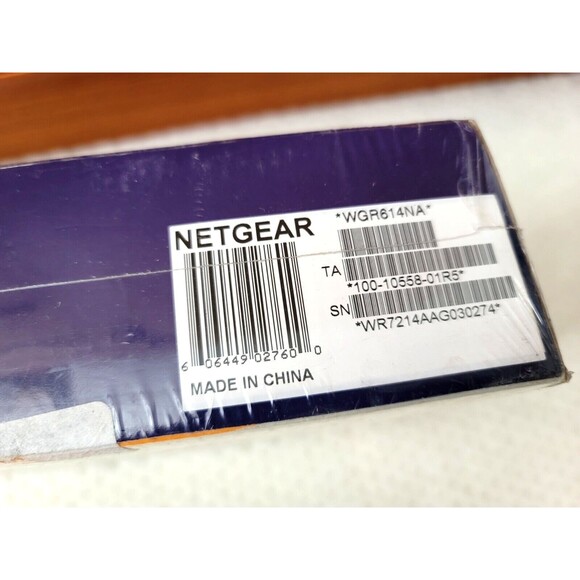 NETGEAR
6 06449 02760 0
MADE IN CHINA
*WGR614NA*
TA
*100-10558-01R5*
SN
*WR7214AAG030274*